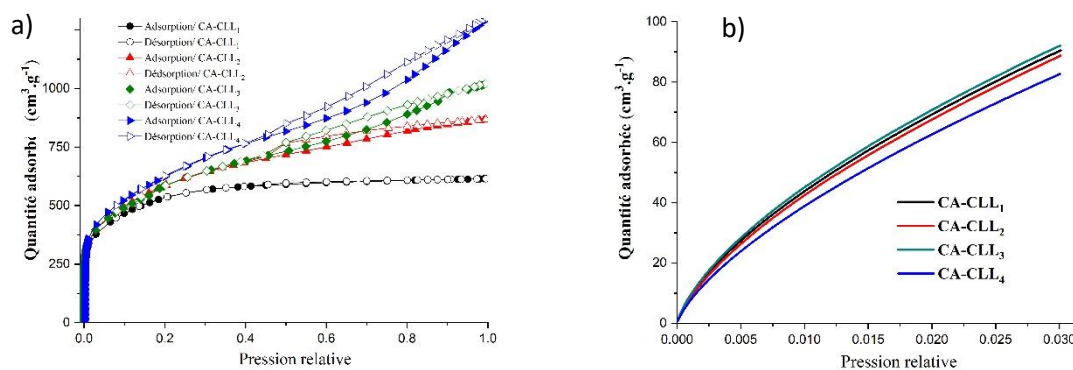 a)
Quantité adsorbé (cm³.g⁻¹)
1000
750
500
250
0
Adsorption/ CA-CLL₁
Désorption/ CA-CLL₁
Adsorption/ CA-CLL₂
Dédsorption/ CA-CLL₂
Adsorption/ CA-CLL₃
Désorption/ CA-CLL₃
Adsorption/ CA-CLL₄
Désorption/ CA-CLL₄
0.0 0.2 0.4 0.6 0.8 1.0
Pression relative
b)
Quantité adsorbée (cm³.g⁻¹)
100
80
60
40
20
0
CA-CLL₁
CA-CLL₂
CA-CLL₃
CA-CLL₄
0.000 0.005 0.010 0.015 0.020 0.025 0.030
Pression relative